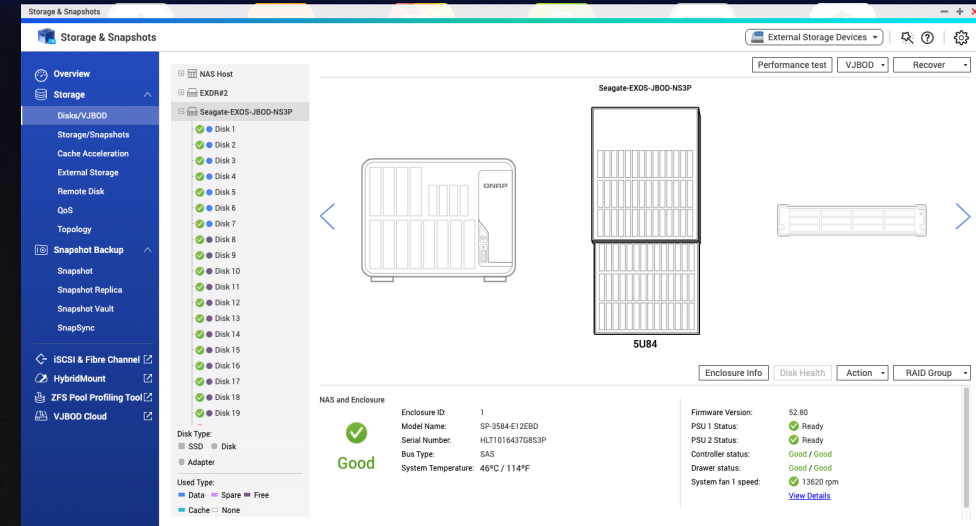 Storage & Snapshots
Storage & Snapshots
External Storage Devices
Overview
Storage
Disks/VJBOD
Storage/Snapshots
Cache Acceleration
External Storage
Remote Disk
QoS
Topology
Snapshot Backup
Snapshot
Snapshot Replica
Snapshot Vault
SnapSync
iSCSI & Fibre Channel
HybridMount
ZFS Pool Profiling Tool
VJBOD Cloud
NAS Host
EXDR#2
Seagate-EXOS-JBOD-NS3P
Disk 1
Disk 2
Disk 3
Disk 4
Disk 5
Disk 6
Disk 7
Disk 8
Disk 9
Disk 10
Disk 11
Disk 12
Disk 13
Disk 14
Disk 15
Disk 16
Disk 17
Disk 18
Disk 19
Disk Type:
SSD Disk
Adapter
Used Type:
Data Spare Free
Cache None
Performance test VJBOD Recover
Seagate-EXOS-JBOD-NS3P
QNAP
5U84
Enclosure Info Disk Health Action RAID Group
NAS and Enclosure
Good
Enclosure ID: 1
Model Name: SP-3584-E12EBD
Serial Number: HLT1016437G8S3P
Bus Type: SAS
System Temperature: 46ºC / 114ºF
Firmware Version: 52.80
PSU 1 Status: Ready
PSU 2 Status: Ready
Controller status: Good / Good
Drawer status: Good / Good
System fan 1 speed: 13620 rpm
View Details